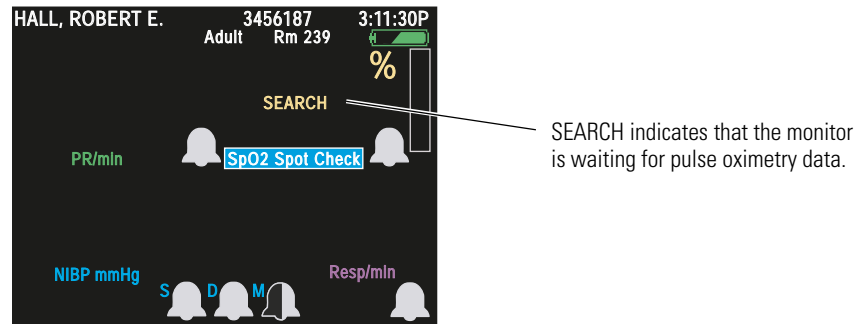 HALL, ROBERT E. 3456187 3:11:30P
Adult Rm 239
%
SEARCH
SEARCH indicates that the monitor
is waiting for pulse oximetry data.
PR/min SpO2 Spot Check
NIBP mmHg Resp/min
S D M